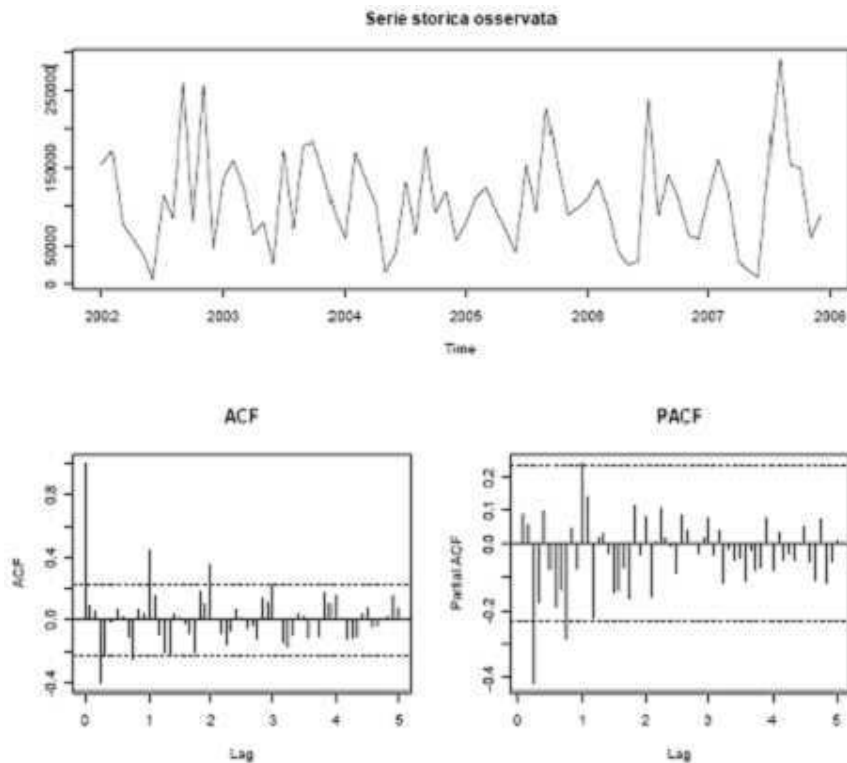 Serie storica osservata
250000
150000
50000
0
2002 2003 2004 2005 2006 2007 2008
Time
ACF
PACF
ACF
0.8
0.4
0.0
-0.4
0 1 2 3 4 5
Lag
Partial ACF
0.2
0.1
0.0
-0.2
-0.4
0 1 2 3 4 5
Lag